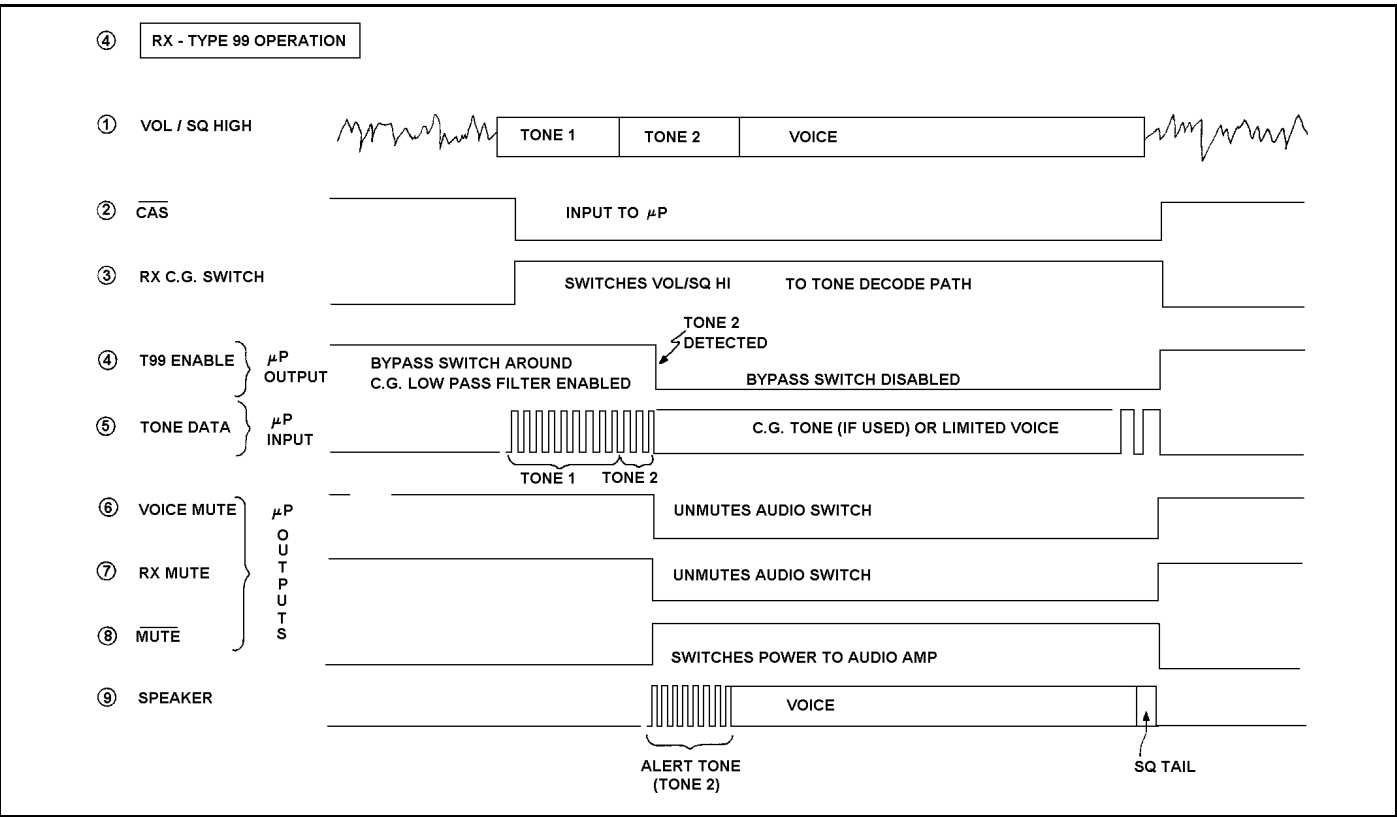 ④ RX - TYPE 99 OPERATION
① VOL / SQ HIGH
TONE 1 TONE 2 VOICE
② CAS
INPUT TO μP
③ RX C.G. SWITCH
SWITCHES VOL/SQ HI TO TONE DECODE PATH
TONE 2
DETECTED
④ T99 ENABLE
μP
OUTPUT
BYPASS SWITCH AROUND
C.G. LOW PASS FILTER ENABLED
BYPASS SWITCH DISABLED
⑤ TONE DATA
μP
INPUT
C.G. TONE (IF USED) OR LIMITED VOICE
TONE 1 TONE 2
⑥ VOICE MUTE
μP
OUTPUTS
UNMUTES AUDIO SWITCH
⑦ RX MUTE
UNMUTES AUDIO SWITCH
⑧ MUTE
SWITCHES POWER TO AUDIO AMP
⑨ SPEAKER
VOICE
ALERT TONE
(TONE 2)
SQ TAIL